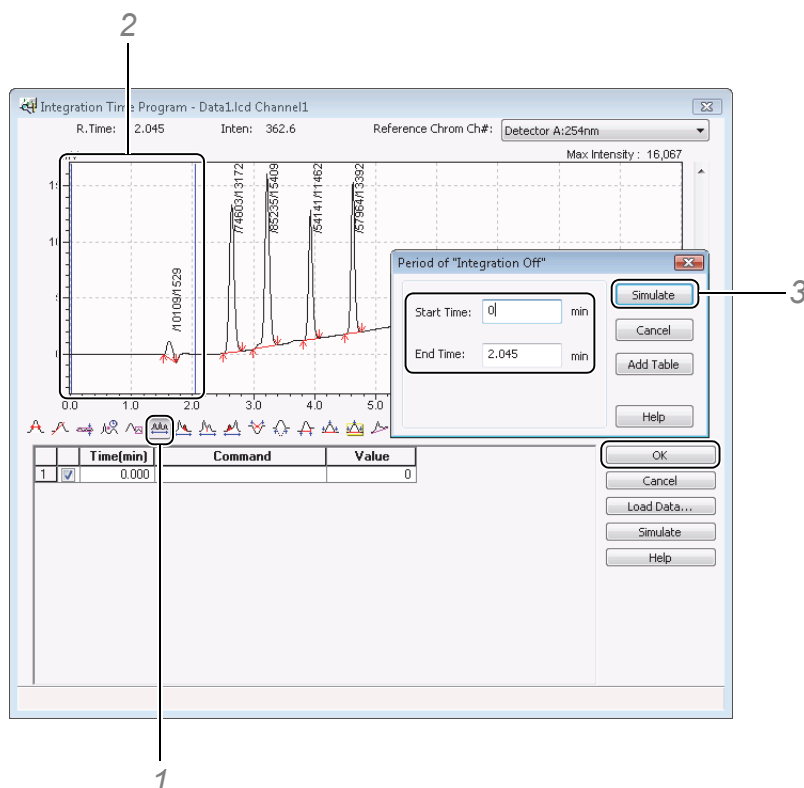 2
Integration Time Program - Data1.lcd Channel1
R.Time: 2.045 Inten: 362.6 Reference Chrom Ch#: Detector A:254nm
Max Intensity : 16,067
/10109/1529
/74603/13172
/85235/15409
/54141/11462
/57964/13392
0.0 1.0 2.0 3.0 4.0 5.0
Period of "Integration Off"
Start Time: 0 min
End Time: 2.045 min
Simulate
Cancel
Add Table
Help
3
Time(min) Command Value
1 0.000 0
OK
Cancel
Load Data...
Simulate
Help
1